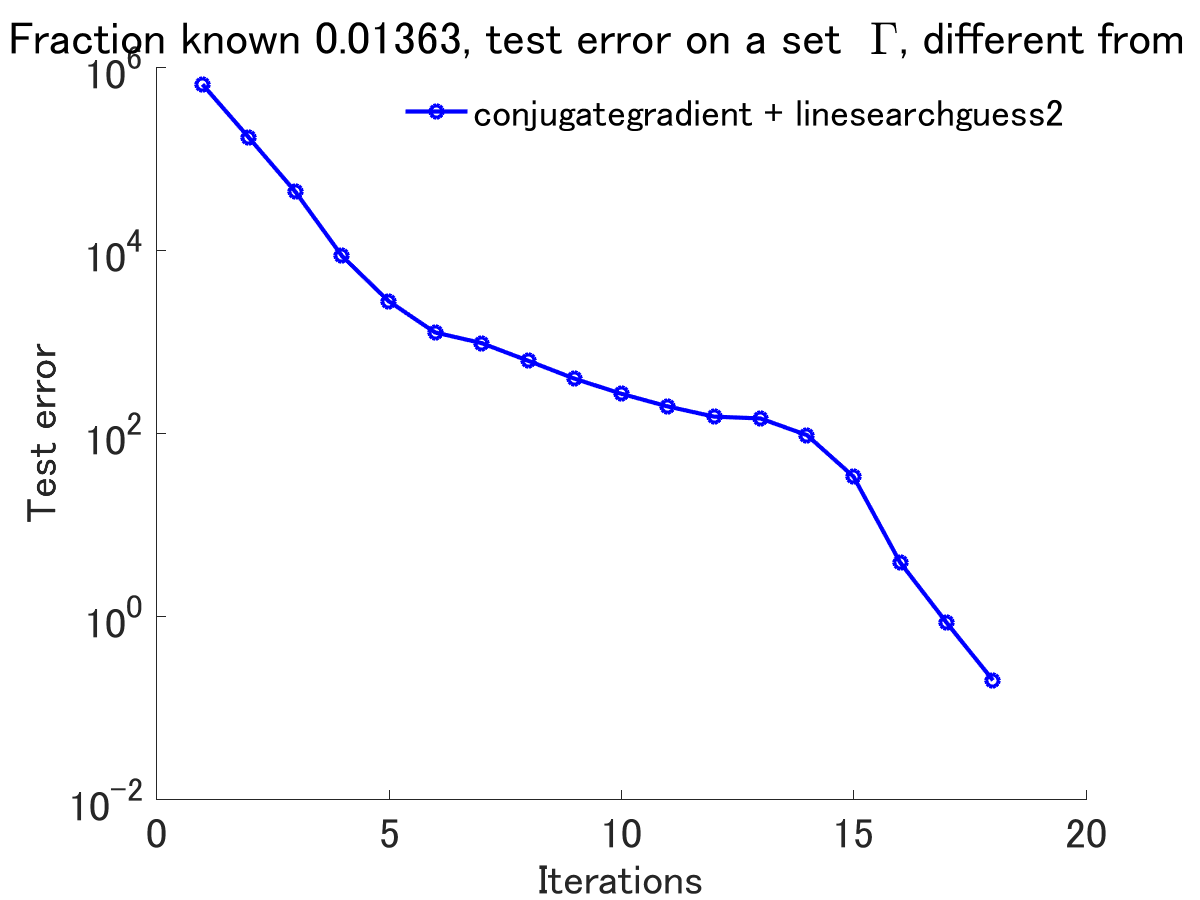 Fraction known 0.01363, test error on a set Γ, different from
conjugategradient + linesearchguess2
10^6
10^4
10^2
10^0
10^-2
Test error
0 5 10 15 20
Iterations